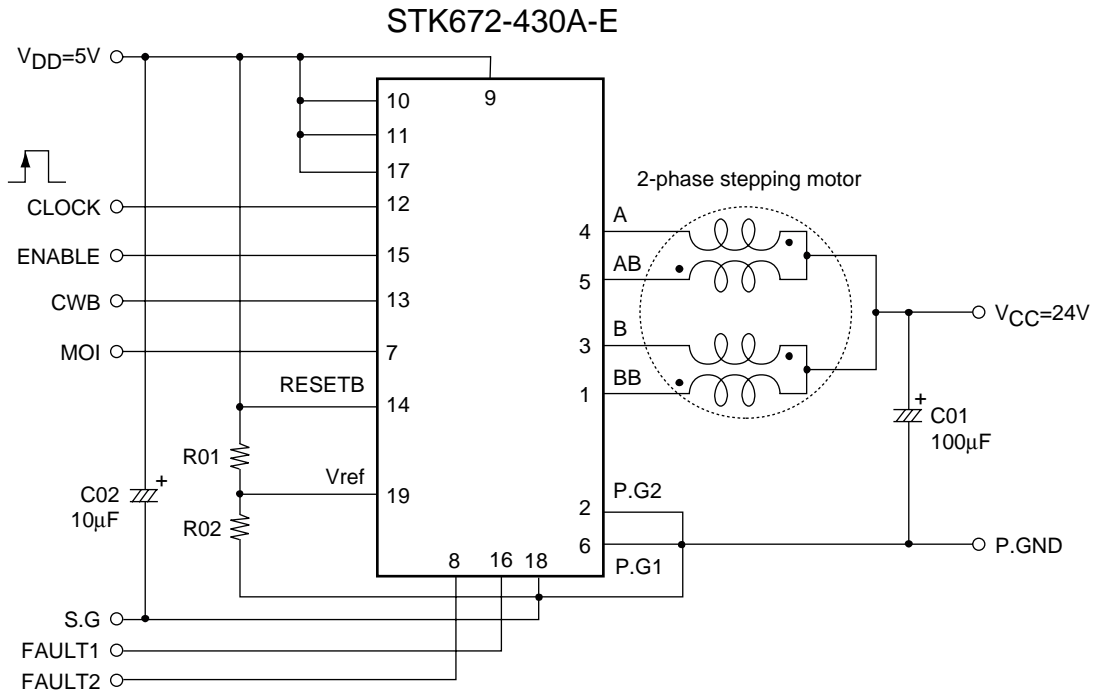 STK672-430A-E
VDD=5V
9
10
11
17
2-phase stepping motor
CLOCK
12
A
4
ENABLE
15
AB
5
CWB
13
VCC=24V
B
3
MOI
7
BB
1
RESETB
14
+
C01
100μF
R01
Vref
19
+
C02
10μF
R02
P.G2
2
6
P.G1
P.GND
8
16
18
S.G
FAULT1
FAULT2